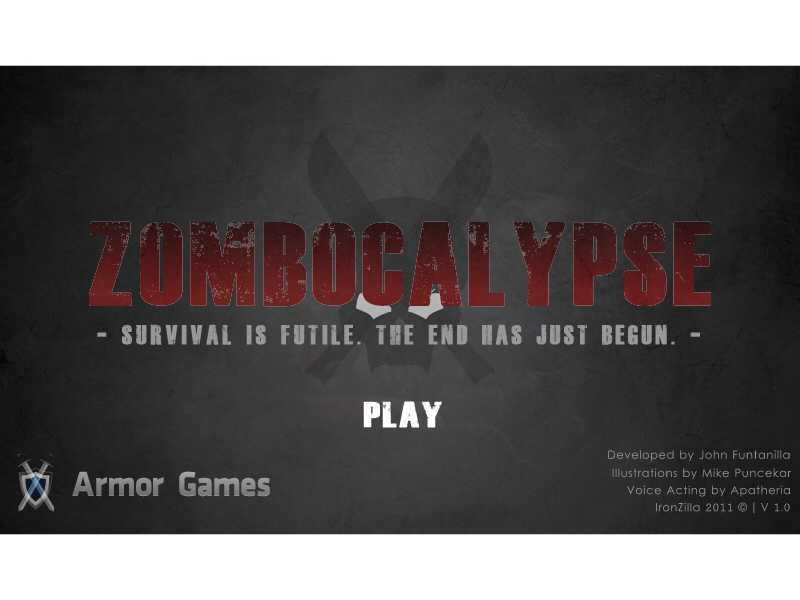 ZOMBOCALYPSE
- SURVIVAL IS FUTILE. THE END HAS JUST BEGUN. -
PLAY
Armor Games
Developed by John Funtanilla
Illustrations by Mike Puncekar
Voice Acting by Apatheria
IronZilla 2011 © | V 1.0